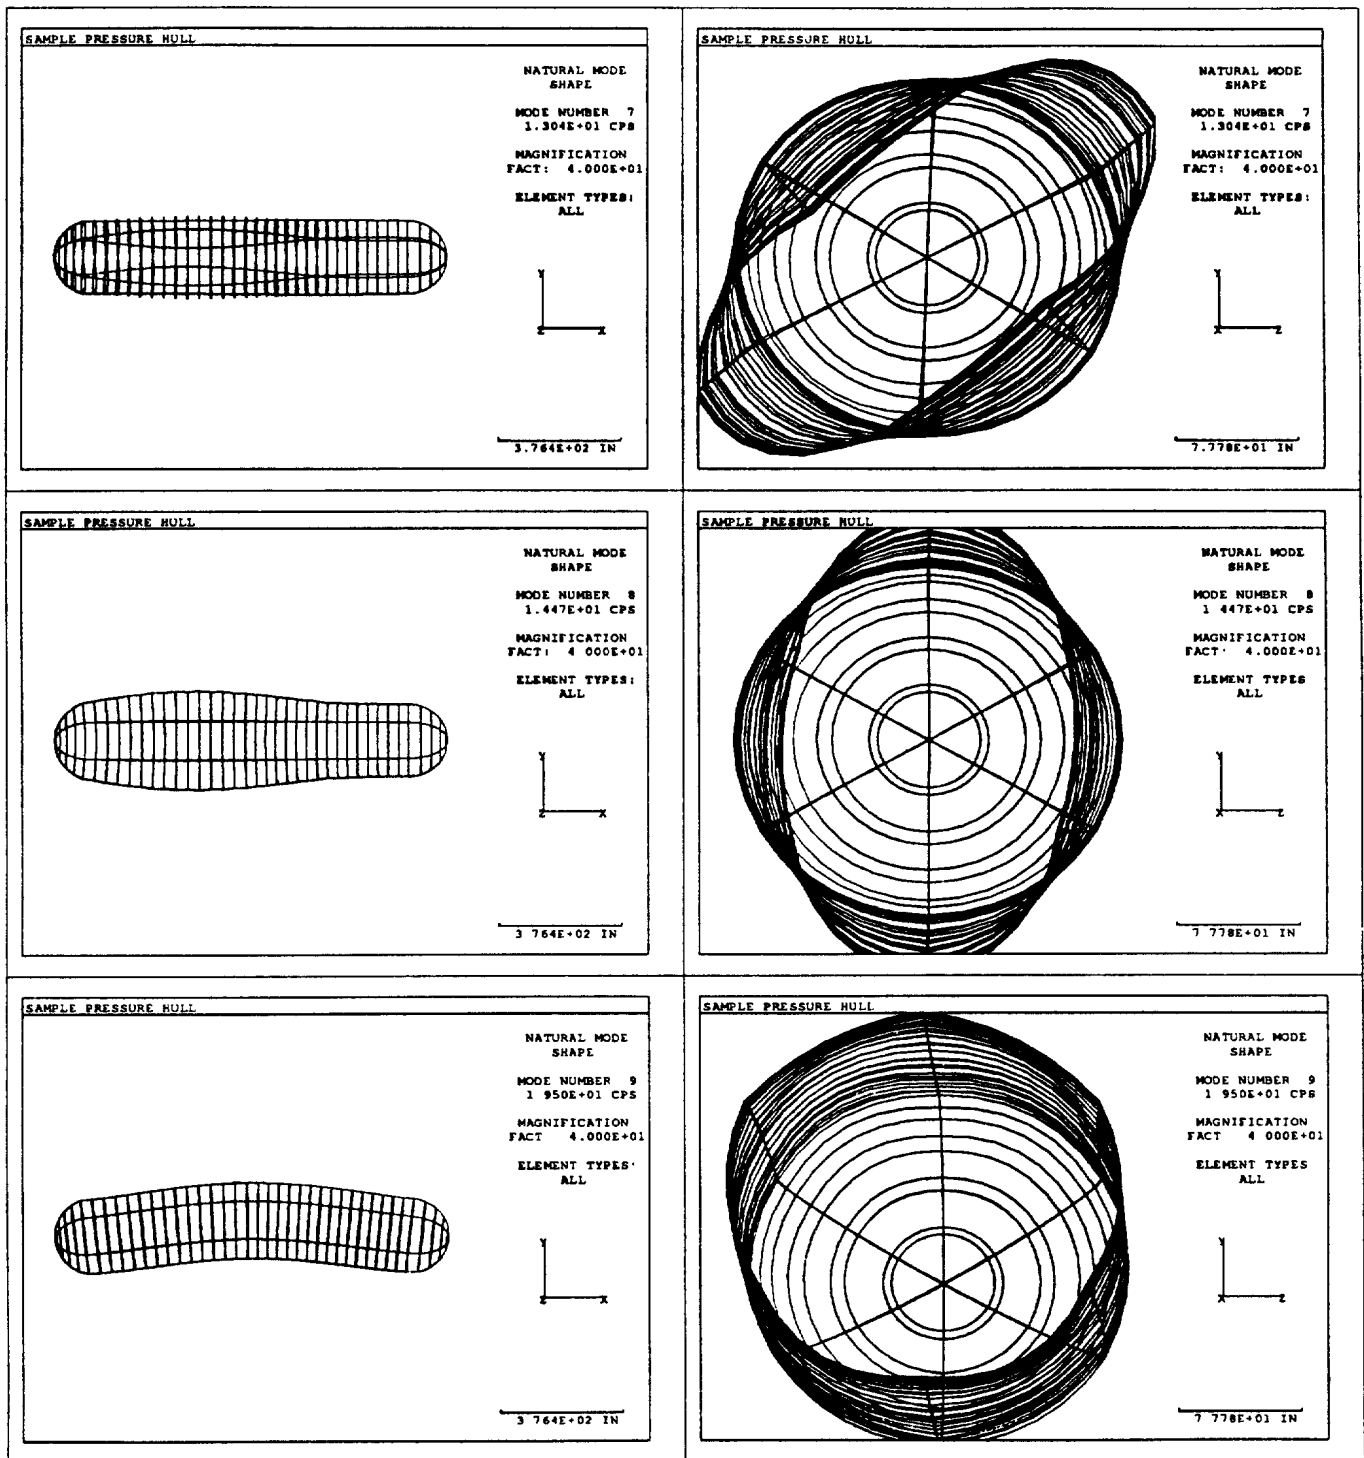 SAMPLE PRESSURE HULL
NATURAL MODE
SHAPE
MODE NUMBER 7
1.304E+01 CPS
MAGNIFICATION
FACT: 4.000E+01
ELEMENT TYPES:
ALL
Y
Z X
3.764E+02 IN
SAMPLE PRESSURE HULL
NATURAL MODE
SHAPE
MODE NUMBER 7
1.304E+01 CPS
MAGNIFICATION
FACT: 4.000E+01
ELEMENT TYPES:
ALL
Y
X Z
7.778E+01 IN
SAMPLE PRESSURE HULL
NATURAL MODE
SHAPE
MODE NUMBER 8
1.447E+01 CPS
MAGNIFICATION
FACT: 4 000E+01
ELEMENT TYPES:
ALL
Y
Z X
3 764E+02 IN
SAMPLE PRESSURE HULL
NATURAL MODE
SHAPE
MODE NUMBER 8
1 447E+01 CPS
MAGNIFICATION
FACT' 4.000E+01
ELEMENT TYPES
ALL
Y
X Z
7 778E+01 IN
SAMPLE PRESSURE HULL
NATURAL MODE
SHAPE
MODE NUMBER 9
1 950E+01 CPS
MAGNIFICATION
FACT 4.000E+01
ELEMENT TYPES'
ALL
Y
Z X
3 764E+02 IN
SAMPLE PRESSURE HULL
NATURAL MODE
SHAPE
MODE NUMBER 9
1 950E+01 CPS
MAGNIFICATION
FACT 4 000E+01
ELEMENT TYPES
ALL
Y
X Z
7 778E+01 IN